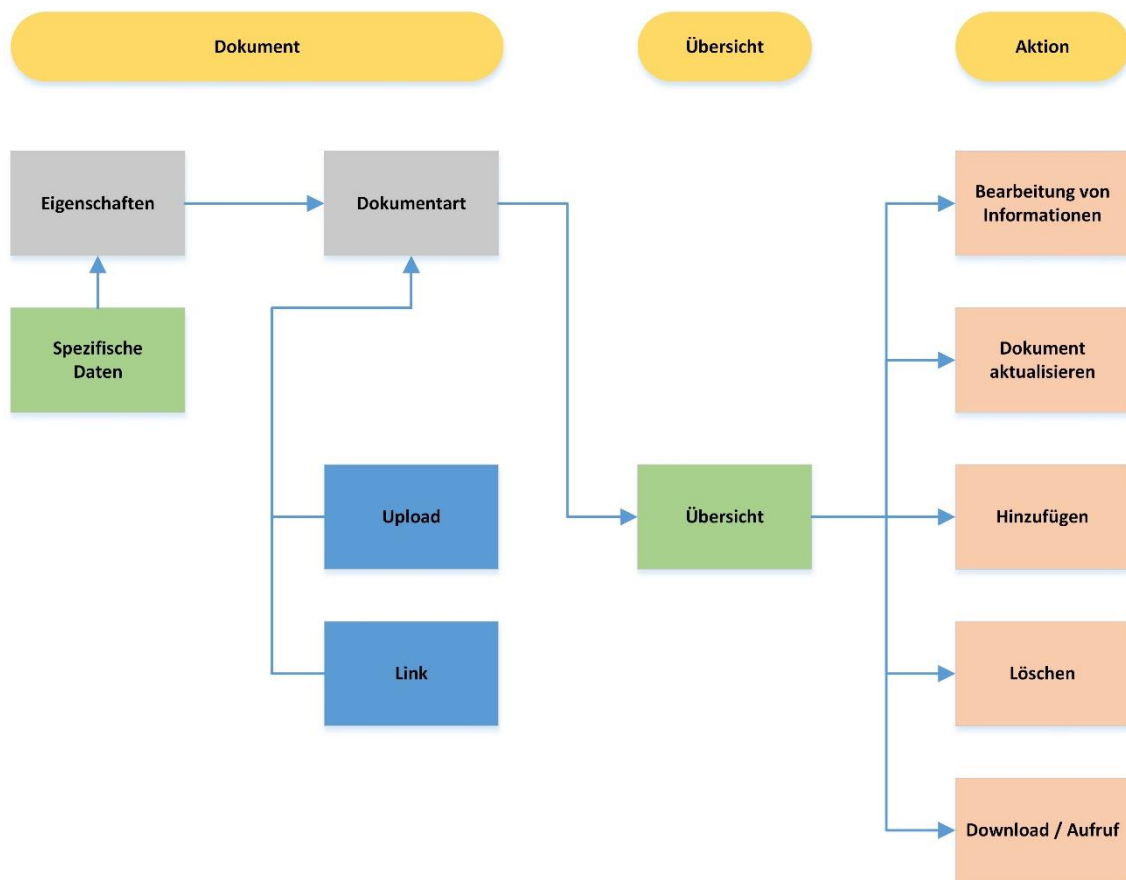 Dokument
Übersicht
Aktion
Eigenschaften
Dokumentart
Bearbeitung von
Informationen
Spezifische
Daten
Dokument
aktualisieren
Upload
Übersicht
Hinzufügen
Link
Löschen
Download / Aufruf